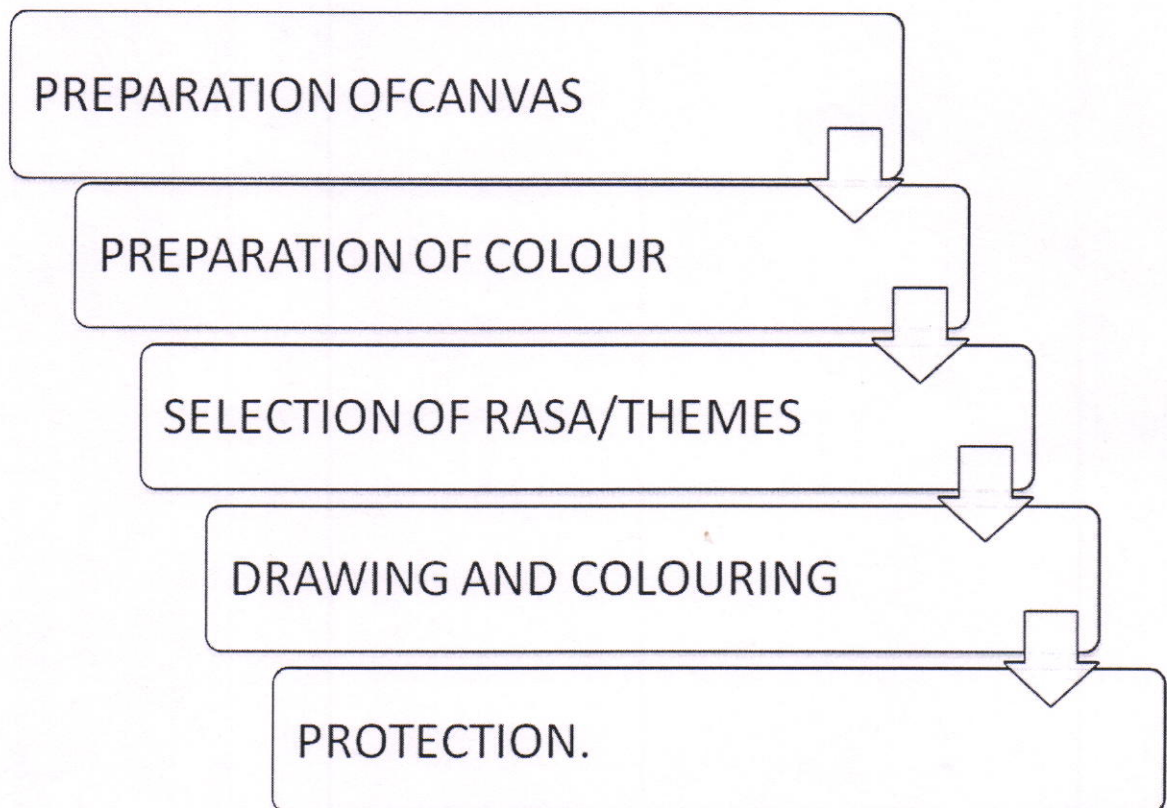 PREPARATION OFCANVAS
PREPARATION OF COLOUR
SELECTION OF RASA/THEMES
DRAWING AND COLOURING
PROTECTION.